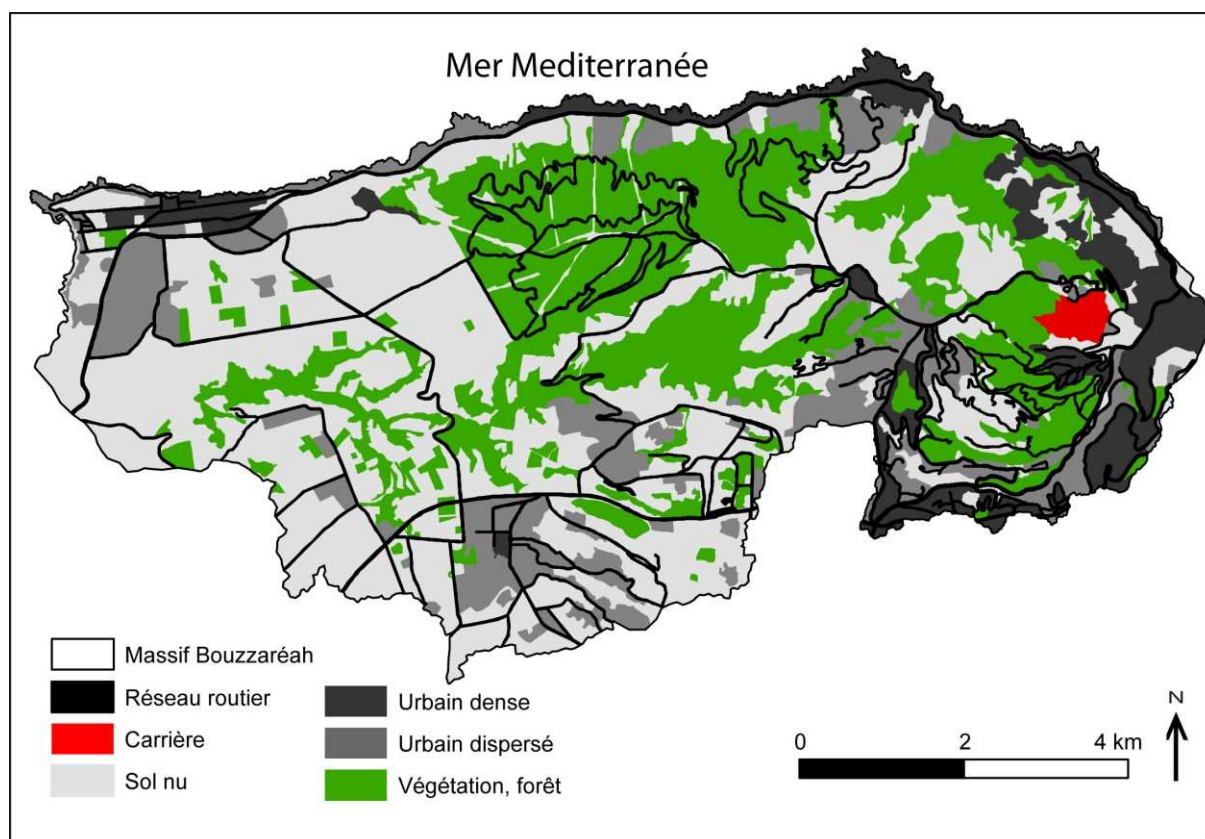 Mer Mediterranée
Massif Bouzzaréah
Réseau routier
Carrière
Sol nu
Urbain dense
Urbain dispersé
Végétation, forêt
0 2 4 km
N